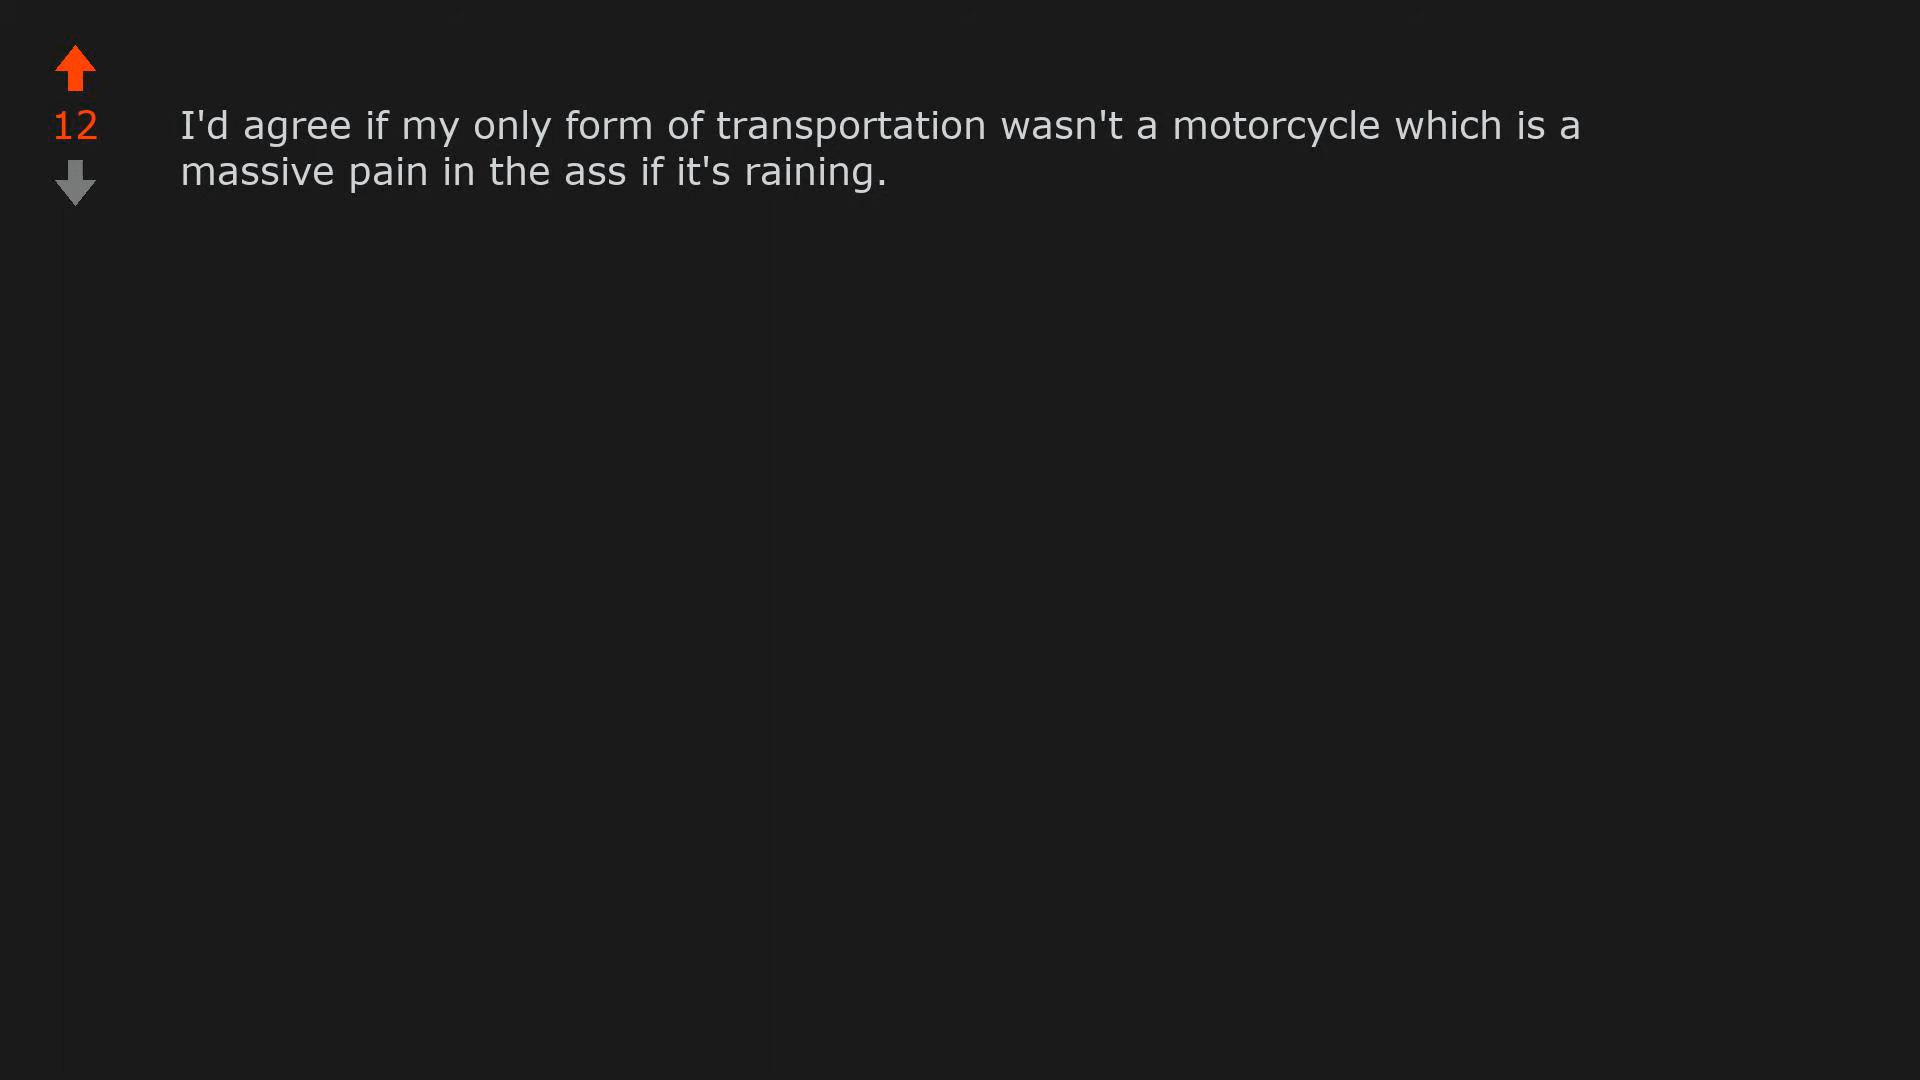 12
I'd agree if my only form of transportation wasn't a motorcycle which is a
massive pain in the ass if it's raining.